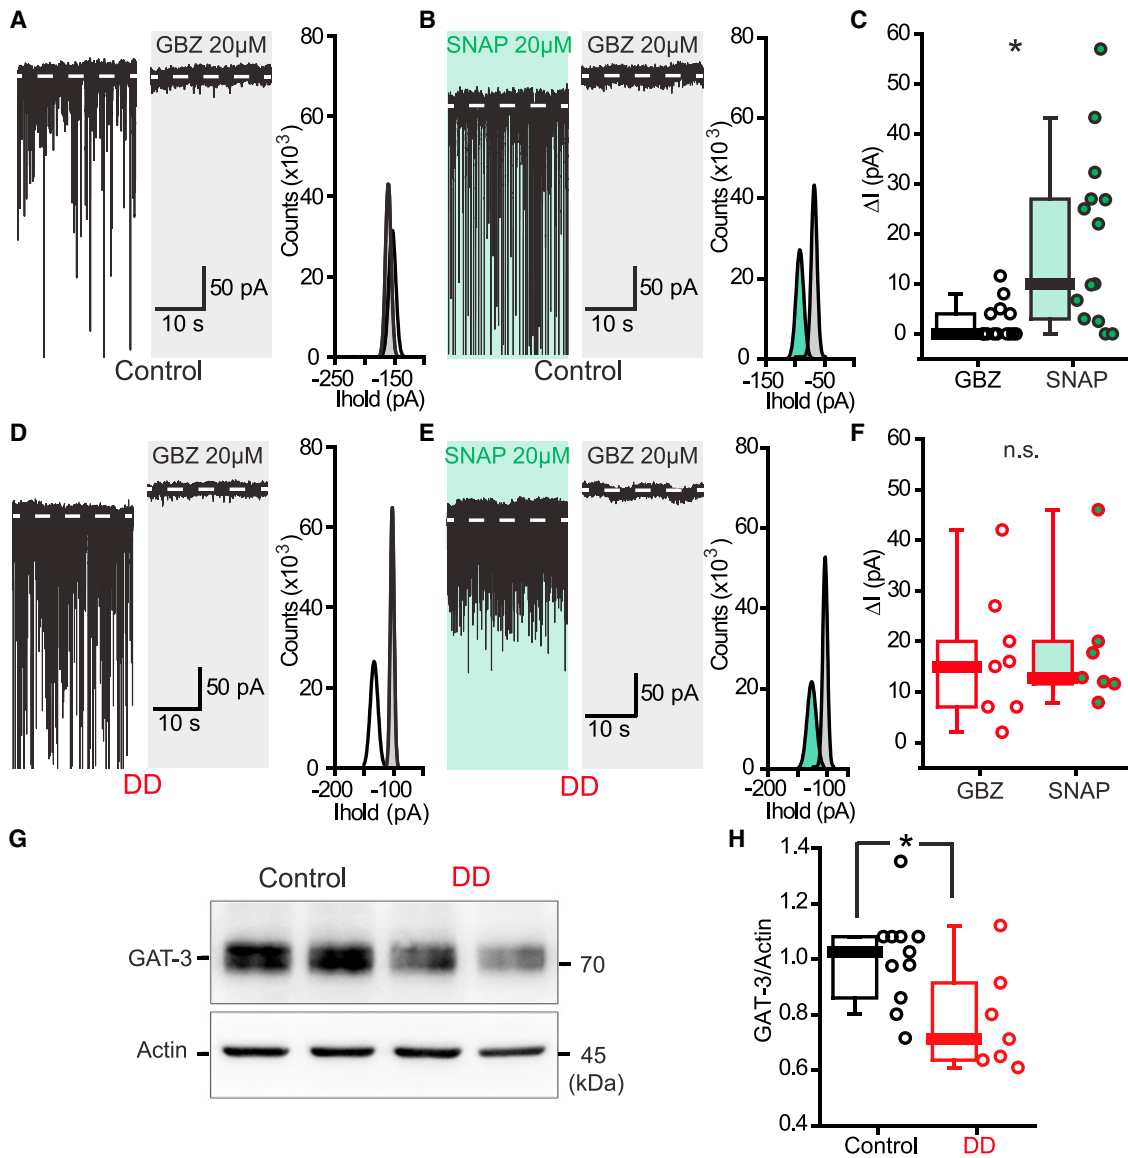 A
GBZ 20µM
50 pA
10 s
Control
80
60
40
20
0
Counts (x10³)
-250
-150
Ihold (pA)
B
SNAP 20µM
GBZ 20µM
50 pA
10 s
Control
80
60
40
20
0
Counts (x10³)
-150
-50
Ihold (pA)
C
60
50
40
30
20
10
0
ΔI (pA)
*
GBZ
SNAP
D
GBZ 20µM
50 pA
10 s
DD
80
60
40
20
0
Counts (x10³)
-200
-100
Ihold (pA)
E
SNAP 20µM
GBZ 20µM
50 pA
10 s
DD
80
60
40
20
0
Counts (x10³)
-200
-100
Ihold (pA)
F
60
50
40
30
20
10
0
ΔI (pA)
n.s.
GBZ
SNAP
G
Control
DD
GAT-3
70
Actin
45
(kDa)
H
1.4
1.2
1.0
0.8
0.6
0.4
GAT-3/Actin
*
Control
DD